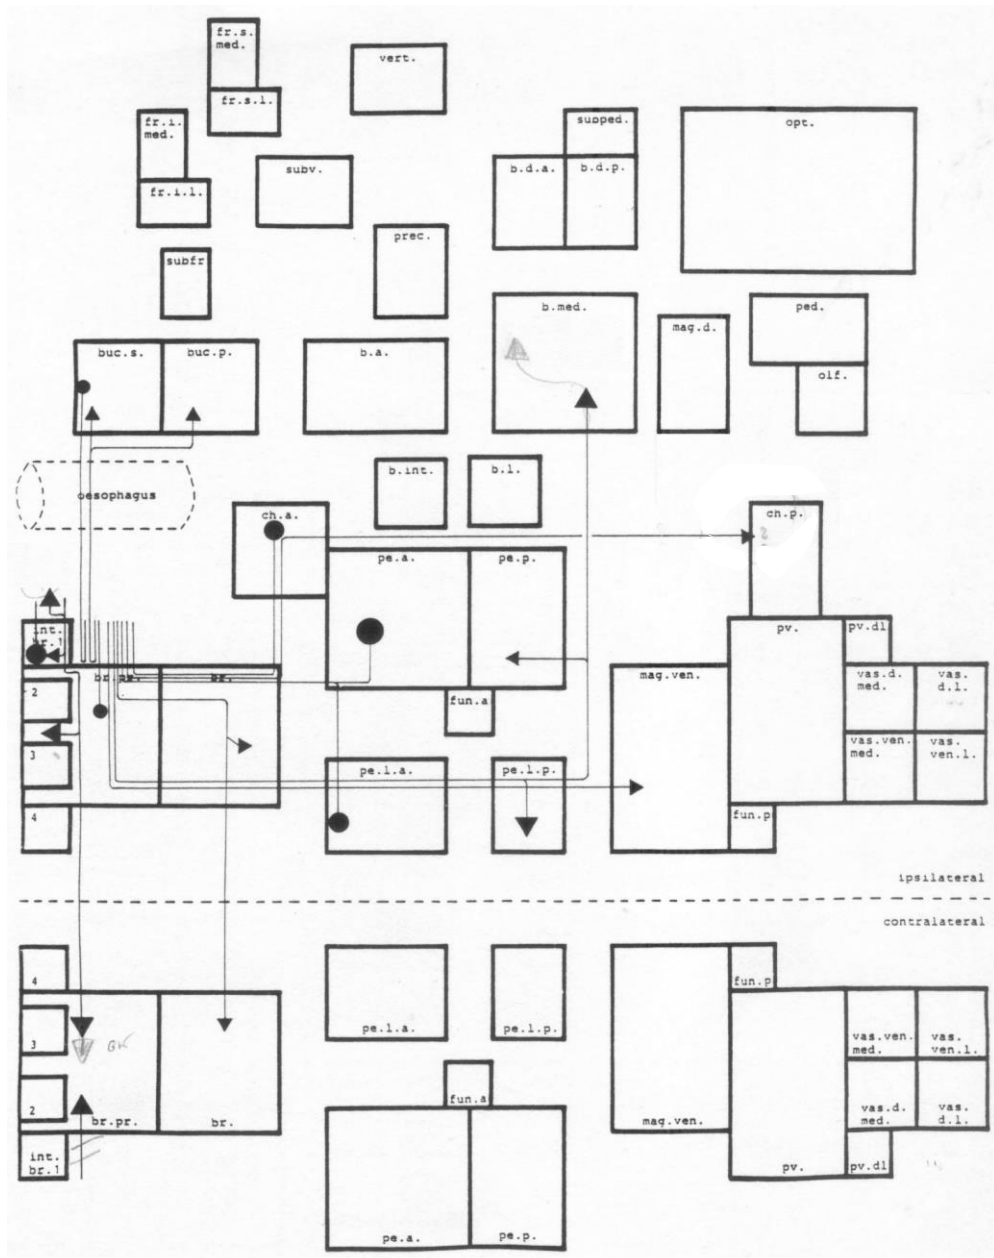 fr.s.
med.
vert.
fr.s.l.
fr.i.
med.
subped.
opt.
subv.
b.d.a.
b.d.p.
fr.i.l.
prec.
subfr
b.med.
ped.
mag.d.
buc.s.
buc.p.
b.a.
olf.
b.int.
b.l.
oesophagus
ch.a.
ch.p.
pe.a.
pe.p.
int.
br.1
pv.
pv.dl
br.pr.
br.
mag.ven.
vas.d.
med.
vas.
d.l.
2
fun.a
3
vas.ven.
med.
vas.
ven.l.
pe.l.a.
pe.l.p.
4
fun.p
ipsilateral
contralateral
4
fun.p
3
pe.l.a.
pe.l.p.
vas.ven.
med.
vas.
ven.l.
2
fun.a
br.pr.
br.
mag.ven.
vas.d.
med.
vas.
d.l.
int.
br.1
pv.
pv.dl
pe.a.
pe.p.